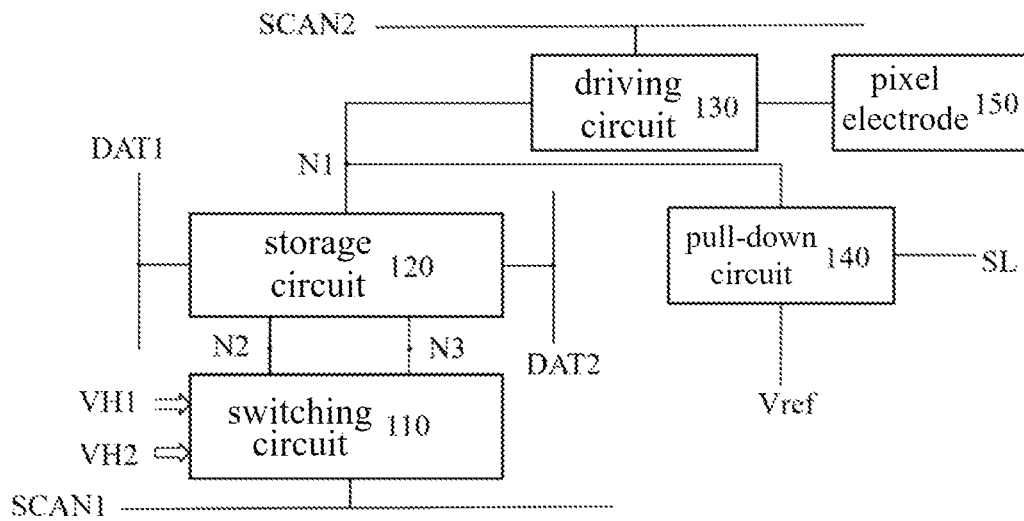 SCAN2
driving
circuit 130
pixel
electrode 150
DAT1
N1
storage
circuit 120
pull-down
circuit 140
SL
N2
N3
DAT2
VH1
Vref
switching
circuit 110
VH2
SCAN1